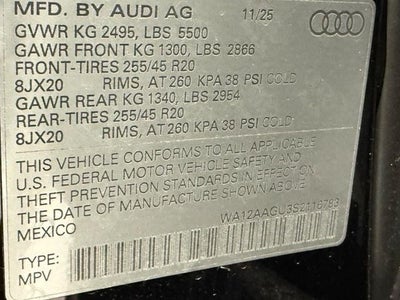 MFD. BY AUDI AG 11/25
GVWR KG 2495, LBS 5500
GAWR FRONT KG 1300, LBS 2866
FRONT-TIRES 255/45 R20
8JX20 RIMS, AT 260 KPA 38 PSI COLD
GAWR REAR KG 1340, LBS 2954
REAR-TIRES 255/45 R20
8JX20 RIMS, AT 260 KPA 38 PSI COLD
THIS VEHICLE CONFORMS TO ALL APPLICABLE
U.S. FEDERAL MOTOR VEHICLE SAFETY AND
THEFT PREVENTION STANDARDS IN EFFECT ON
THE DATE OF MANUFACTURE SHOWN ABOVE.
MEXICO
TYPE:
MPV